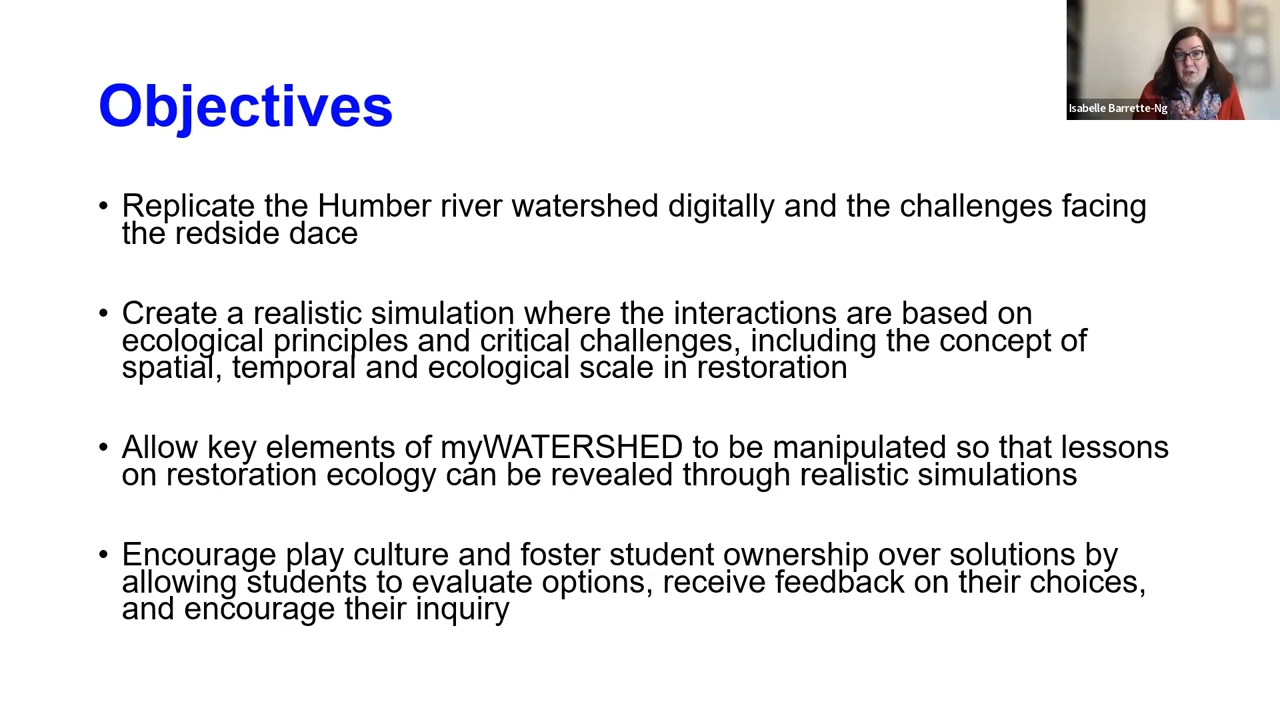 Objectives
Isabelle Barrette-Ng
• Replicate the Humber river watershed digitally and the challenges facing
the redside dace
• Create a realistic simulation where the interactions are based on
ecological principles and critical challenges, including the concept of
spatial, temporal and ecological scale in restoration
• Allow key elements of myWATERSHED to be manipulated so that lessons
on restoration ecology can be revealed through realistic simulations
• Encourage play culture and foster student ownership over solutions by
allowing students to evaluate options, receive feedback on their choices,
and encourage their inquiry